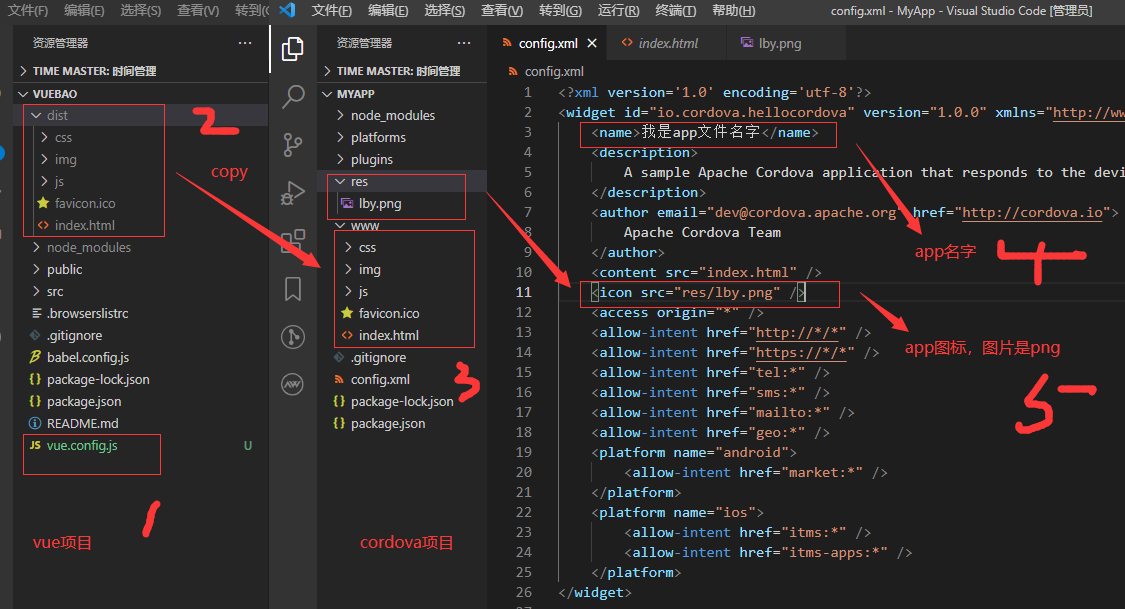 文件(F) 编辑(E) 选择(S) 查看(V) 转到(
资源管理器 ···
TIME MASTER: 时间管理
VUEBAO
dist
css
img
js
favicon.ico
index.html
node_modules
public
src
.browserslistrc
.gitignore
babel.config.js
package-lock.json
package.json
README.md
vue.config.js U
2
copy
1
vue项目
文件(F) 编辑(E) 选择(S) 查看(V) 转到(G) 运行(R) 终端(T) 帮助(H) config.xml - MyApp - Visual Studio Code [管理员]
资源管理器 ···
TIME MASTER: 时间管理
MYAPP
node_modules
platforms
plugins
res
lby.png
www
css
img
js
favicon.ico
index.html
.gitignore
config.xml
package-lock.json
package.json
3
cordova项目
config.xml index.html lby.png
config.xml
1 <?xml version='1.0' encoding='utf-8'?>
2 <widget id="io.cordova.hellocordova" version="1.0.0" xmlns="http://ww
3 <name>我是app文件名字</name>
4 <description>
5 A sample Apache Cordova application that responds to the devi
6 </description>
7 <author email="dev@cordova.apache.org" href="http://cordova.io">
8 Apache Cordova Team
9 </author>
10 <content src="index.html" />
11 <icon src="res/lby.png" />
12 <access origin="*" />
13 <allow-intent href="http://*/*" />
14 <allow-intent href="https://*/*" />
15 <allow-intent href="tel:*" />
16 <allow-intent href="sms:*" />
17 <allow-intent href="mailto:*" />
18 <allow-intent href="geo:*" />
19 <platform name="android">
20 <allow-intent href="market:*" />
21 </platform>
22 <platform name="ios">
23 <allow-intent href="itms:*" />
24 <allow-intent href="itms-apps:*" />
25 </platform>
26 </widget>
app名字
4
app图标，图片是png
5